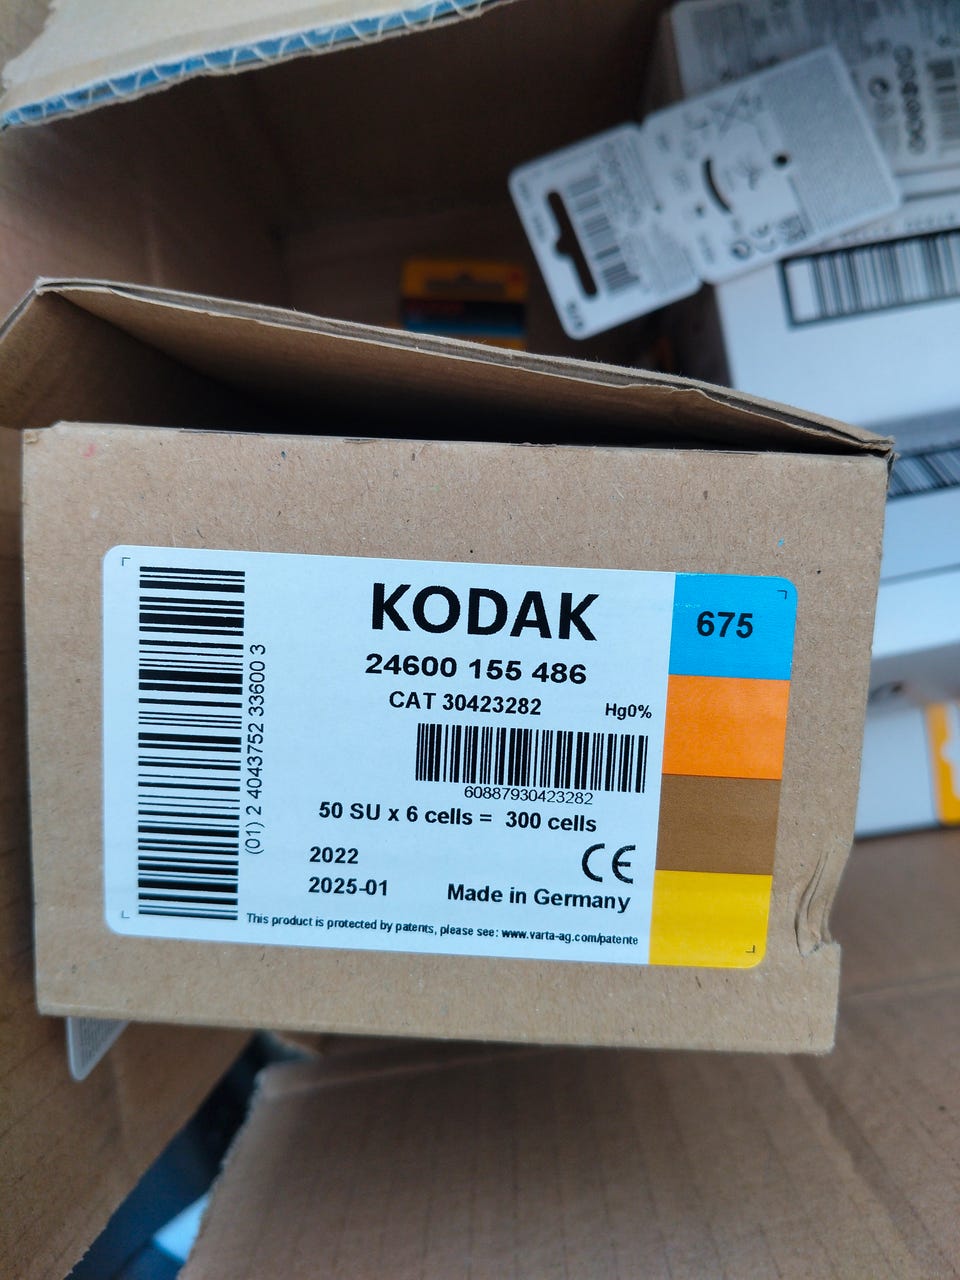 KODAK
675
24600 155 486
CAT 30423282
Hg0%
60887930423282
50 SU x 6 cells = 300 cells
2022
CE
2025-01
Made in Germany
This product is protected by patents, please see: www.varta-ag.com/patente
(01) 2 4043752 33600 3